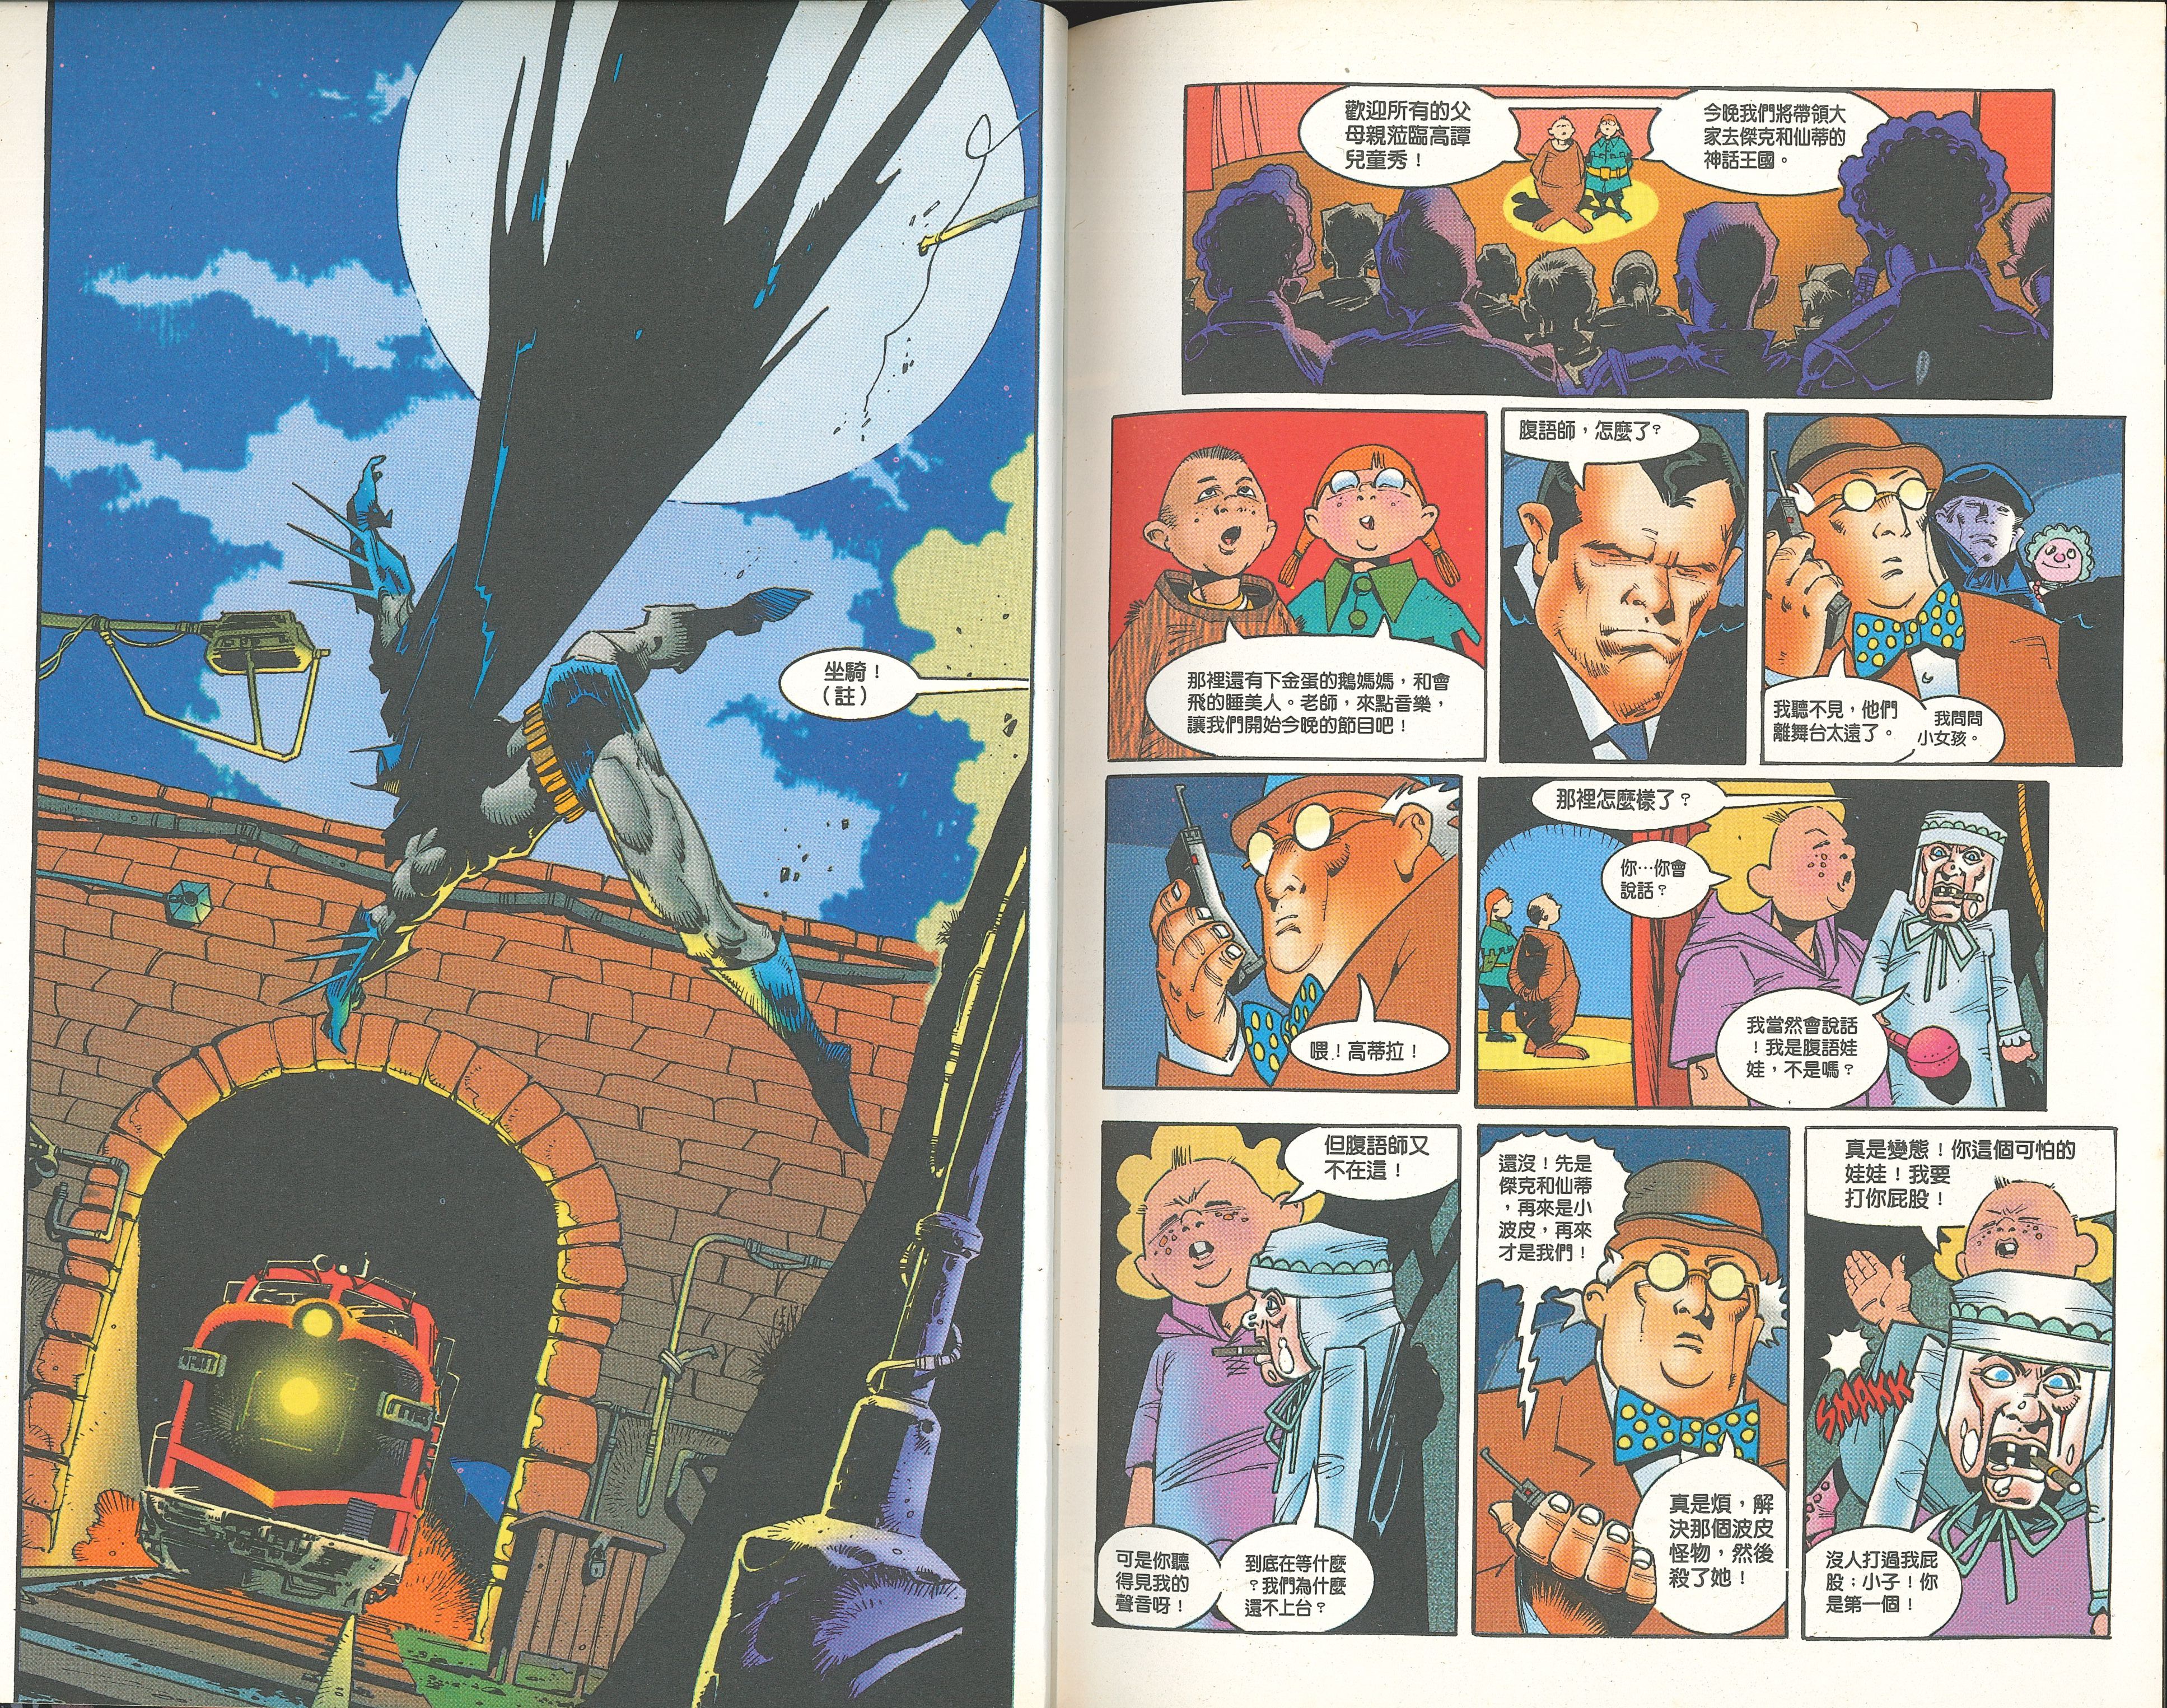 坐騎！
（註）
歡迎所有的父
母親蒞臨高譚
兒童秀！
今晚我們將帶領大
家去傑克和仙蒂的
神話王國。
那裡還有下金蛋的鵝媽媽，和會
飛的睡美人。老師，來點音樂，
讓我們開始今晚的節目吧！
腹語師，怎麼了？
我聽不見，他們
離舞台太遠了。
我問問
小女孩。
喂！高蒂拉！
那裡怎麼樣了？
你…你會
說話？
我當然會說話
！我是腹語娃
娃，不是嗎？
但腹語師又
不在這！
可是你聽
得見我的
聲音呀！
到底在等什麼
？我們為什麼
還不上台？
還沒！先是
傑克和仙蒂
，再來是小
波皮，再來
才是我們！
真是煩，解
決那個波皮
怪物，然後
殺了她！
真是變態！你這個可怕的
娃娃！我要
打你屁股！
SMAKK
沒人打過我屁
股；小子！你
是第一個！